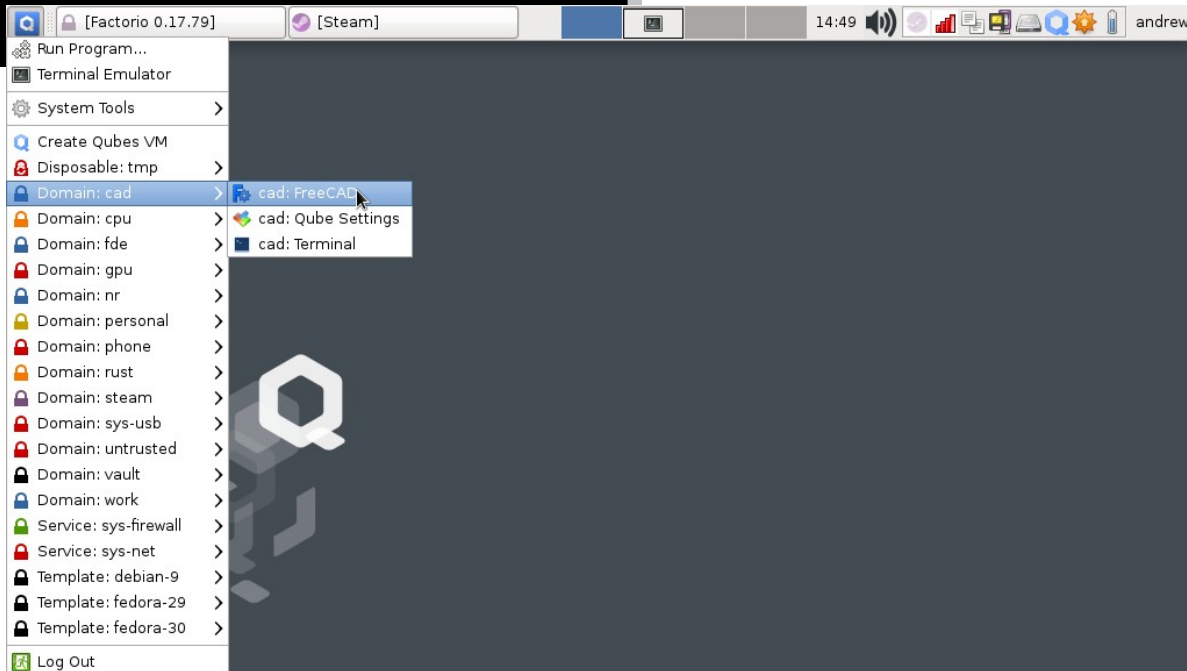 [Factorio 0.17.79] [Steam] 14:49 andrew
Run Program...
Terminal Emulator
System Tools
Create Qubes VM
Disposable: tmp
Domain: cad
cad: FreeCAD
Domain: cpu
cad: Qube Settings
Domain: fde
cad: Terminal
Domain: gpu
Domain: nr
Domain: personal
Domain: phone
Domain: rust
Domain: steam
Domain: sys-usb
Domain: untrusted
Domain: vault
Domain: work
Service: sys-firewall
Service: sys-net
Template: debian-9
Template: fedora-29
Template: fedora-30
Log Out